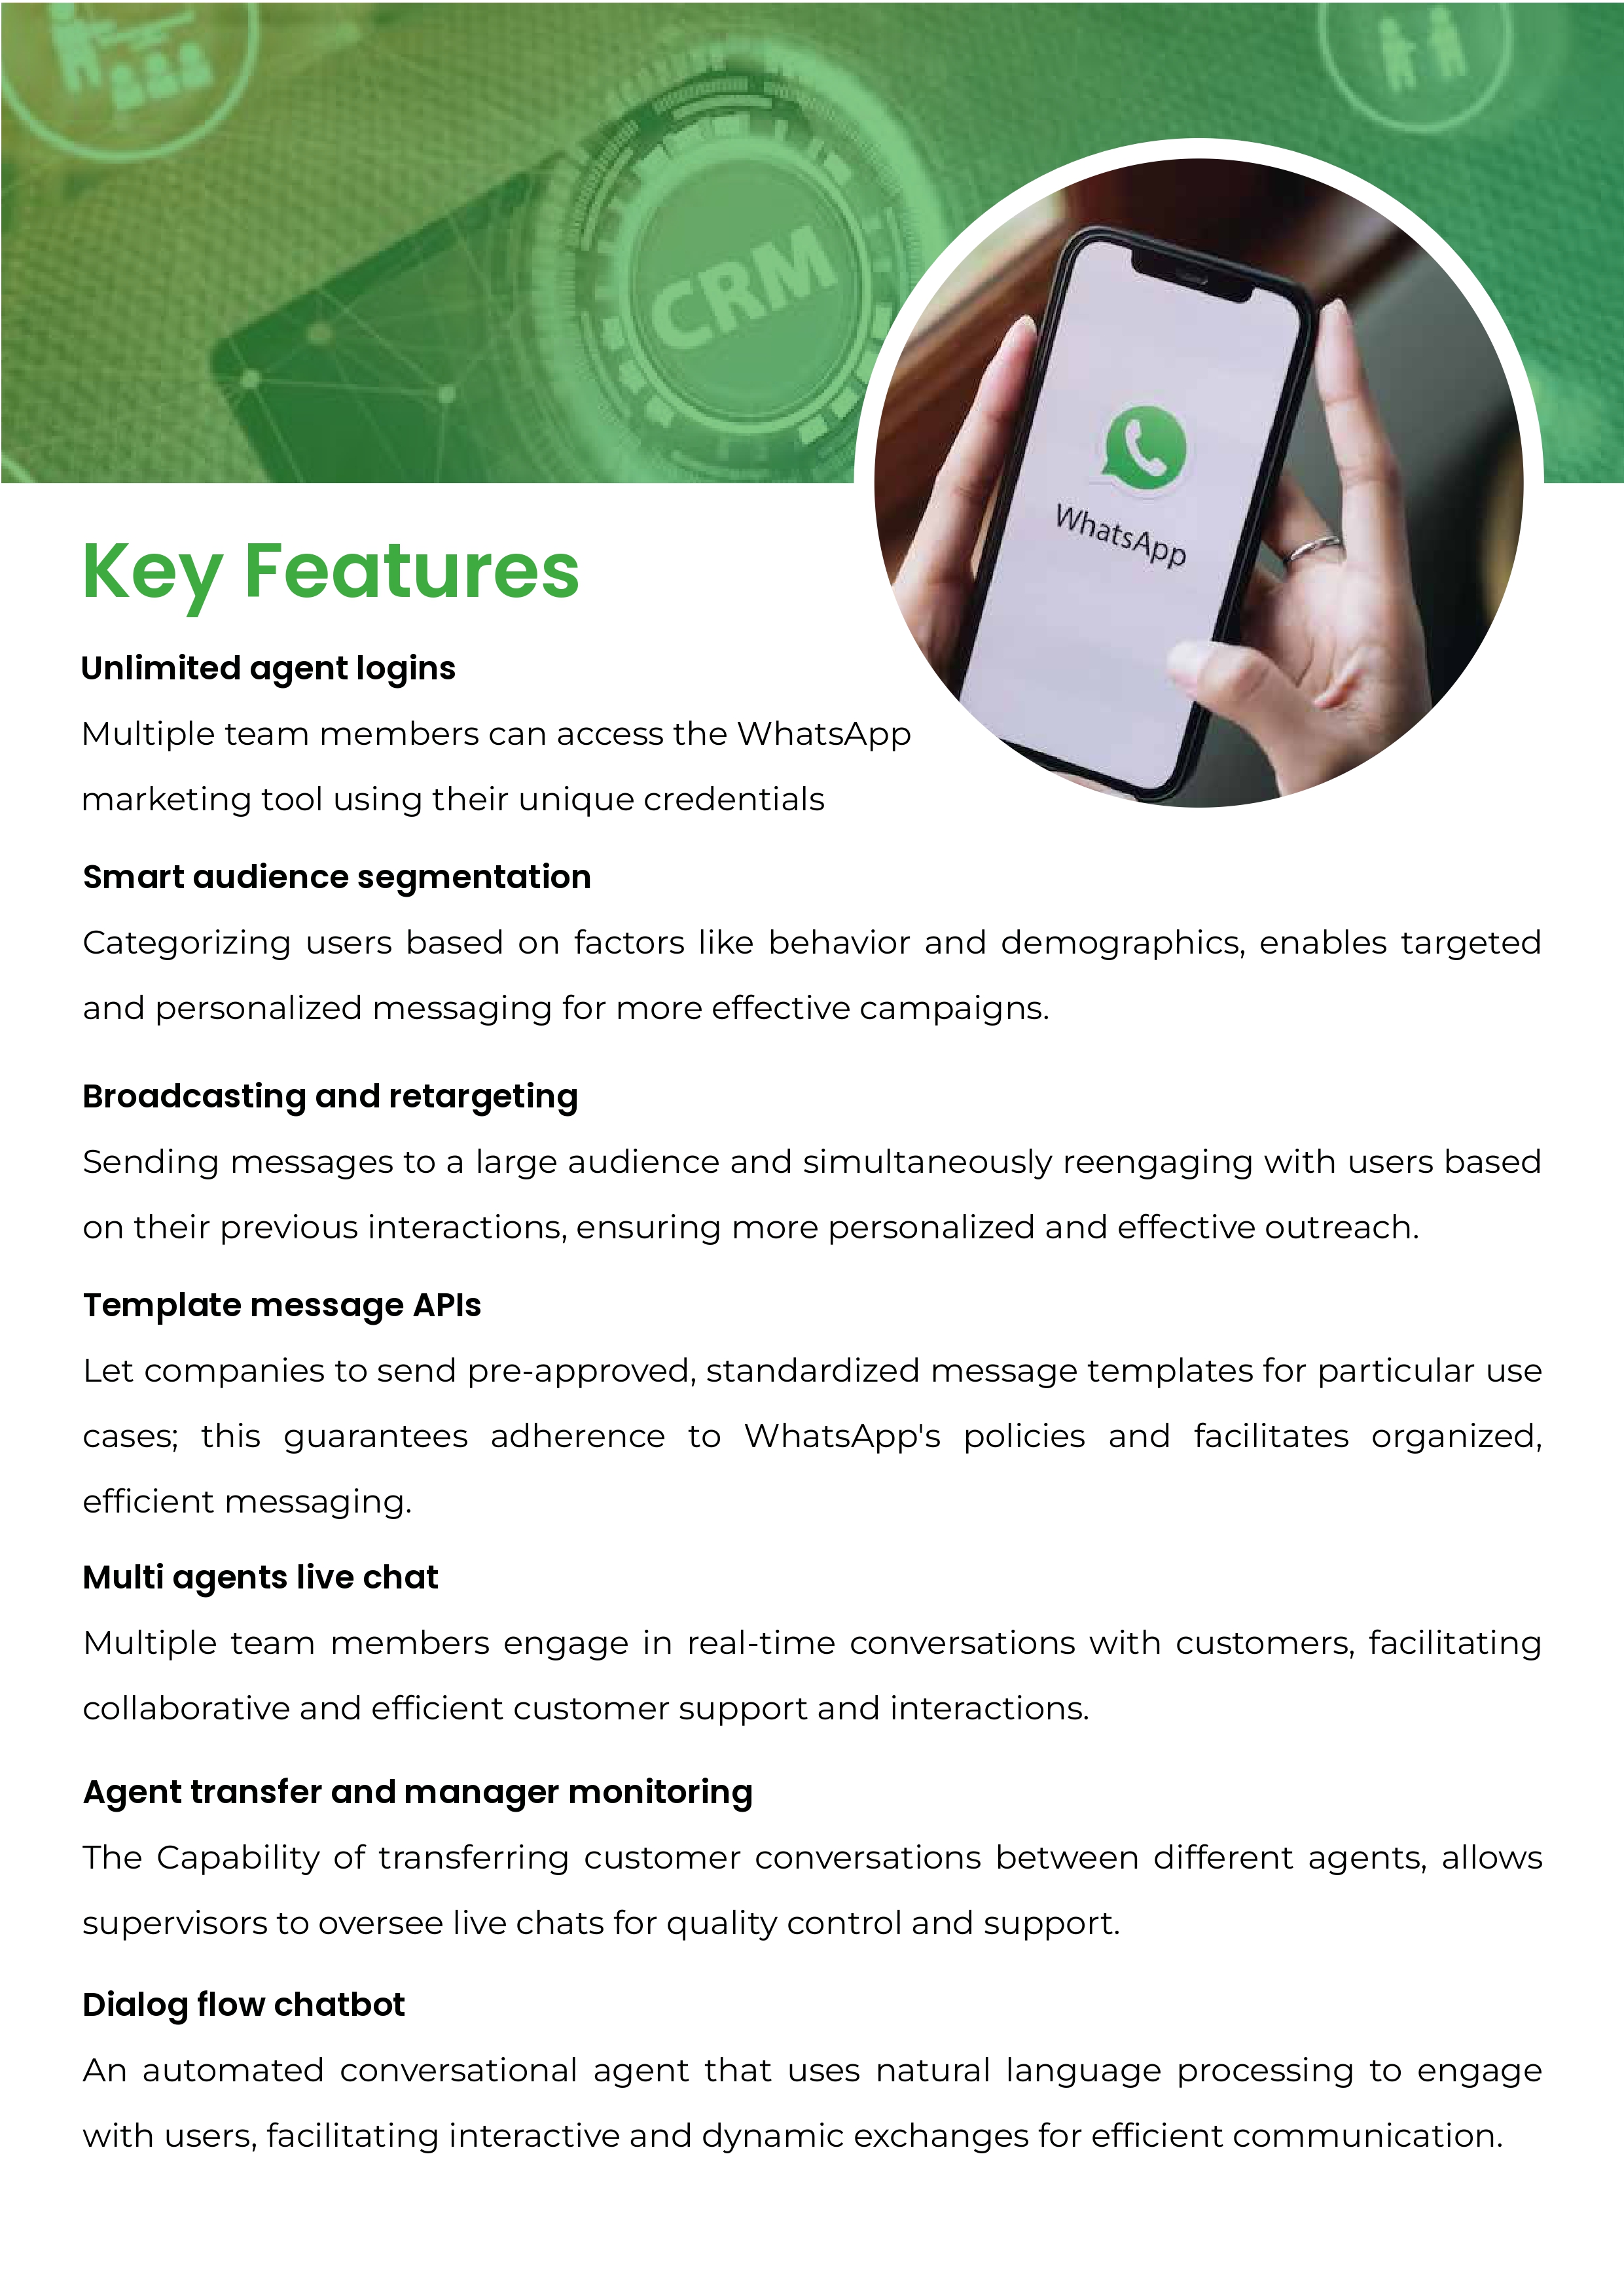 CRM
WhatsApp
Key Features
Unlimited agent logins
Multiple team members can access the WhatsApp
marketing tool using their unique credentials
Smart audience segmentation
Categorizing users based on factors like behavior and demographics, enables targeted
and personalized messaging for more effective campaigns.
Broadcasting and retargeting
Sending messages to a large audience and simultaneously reengaging with users based
on their previous interactions, ensuring more personalized and effective outreach.
Template message APIs
Let companies to send pre-approved, standardized message templates for particular use
cases; this guarantees adherence to WhatsApp's policies and facilitates organized,
efficient messaging.
Multi agents live chat
Multiple team members engage in real-time conversations with customers, facilitating
collaborative and efficient customer support and interactions.
Agent transfer and manager monitoring
The Capability of transferring customer conversations between different agents, allows
supervisors to oversee live chats for quality control and support.
Dialog flow chatbot
An automated conversational agent that uses natural language processing to engage
with users, facilitating interactive and dynamic exchanges for efficient communication.